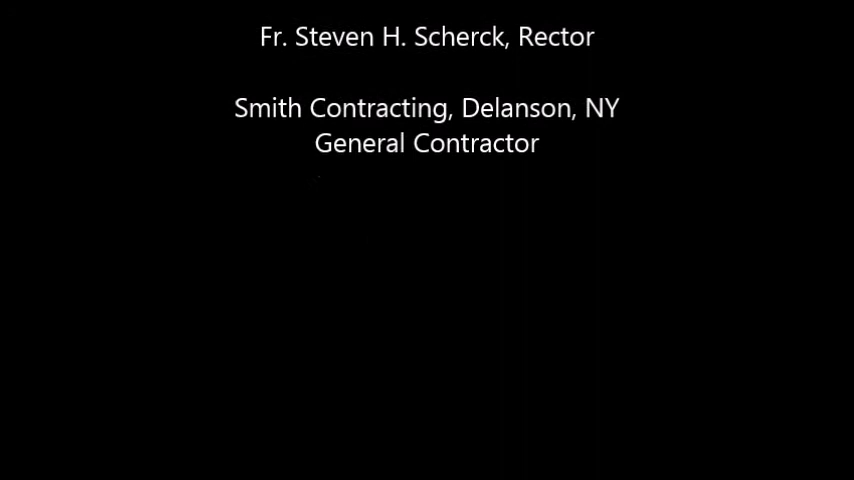 Fr. Steven H. Scherck, Rector
Smith Contracting, Delanson, NY
General Contractor